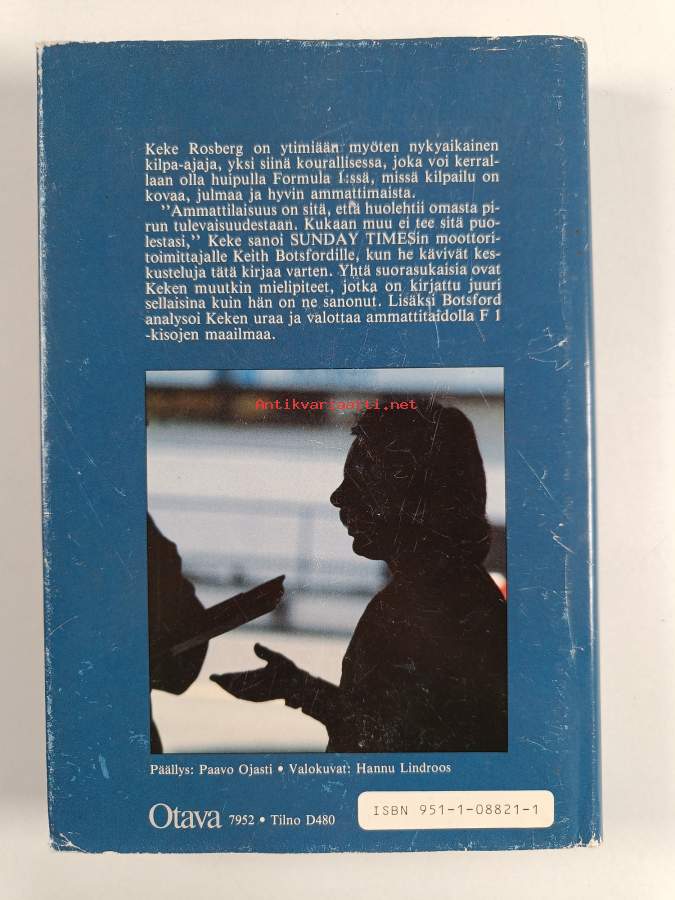 Keke Rosberg on ytimiään myöten nykyaikainen
kilpa-ajaja, yksi siinä kourallisessa, joka voi kerral-
laan olla huipulla Formula 1:ssä, missä kilpailu on
kovaa, julmaa ja hyvin ammattimaista.
"Ammattilaisuus on sitä, että huolehtii omasta pi-
run tulevaisuudestaan. Kukaan muu ei tee sitä puo-
lestasi," Keke sanoi SUNDAY TIMESin moottori-
toimittajalle Keith Botsfordille, kun he kävivät kes-
kusteluja tätä kirjaa varten. Yhtä suorasukaisia ovat
Keken muutkin mielipiteet, jotka on kirjattu juuri
sellaisina kuin hän on ne sanonut. Lisäksi Botsford
analysoi Keken uraa ja valottaa ammattitaidolla F 1
-kisojen maailmaa.
Antikvariaatti.net
Päällys: Paavo Ojasti • Valokuvat: Hannu Lindroos
Otava 7952 • Tilno D480
ISBN 951-1-08821-1